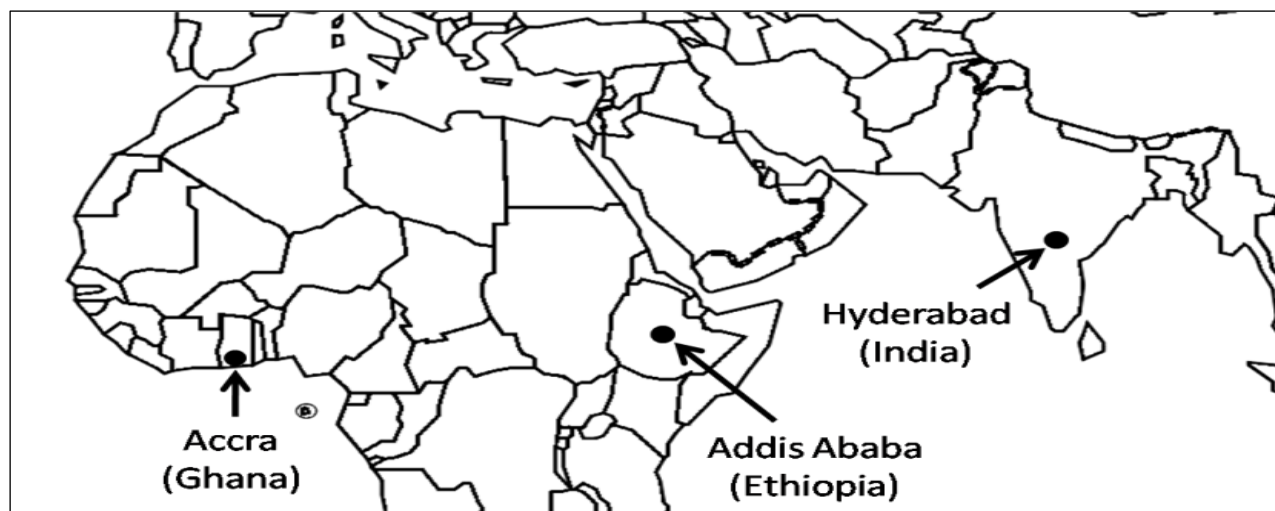 Hyderabad
(India)
Accra
(Ghana)
Addis Ababa
(Ethiopia)